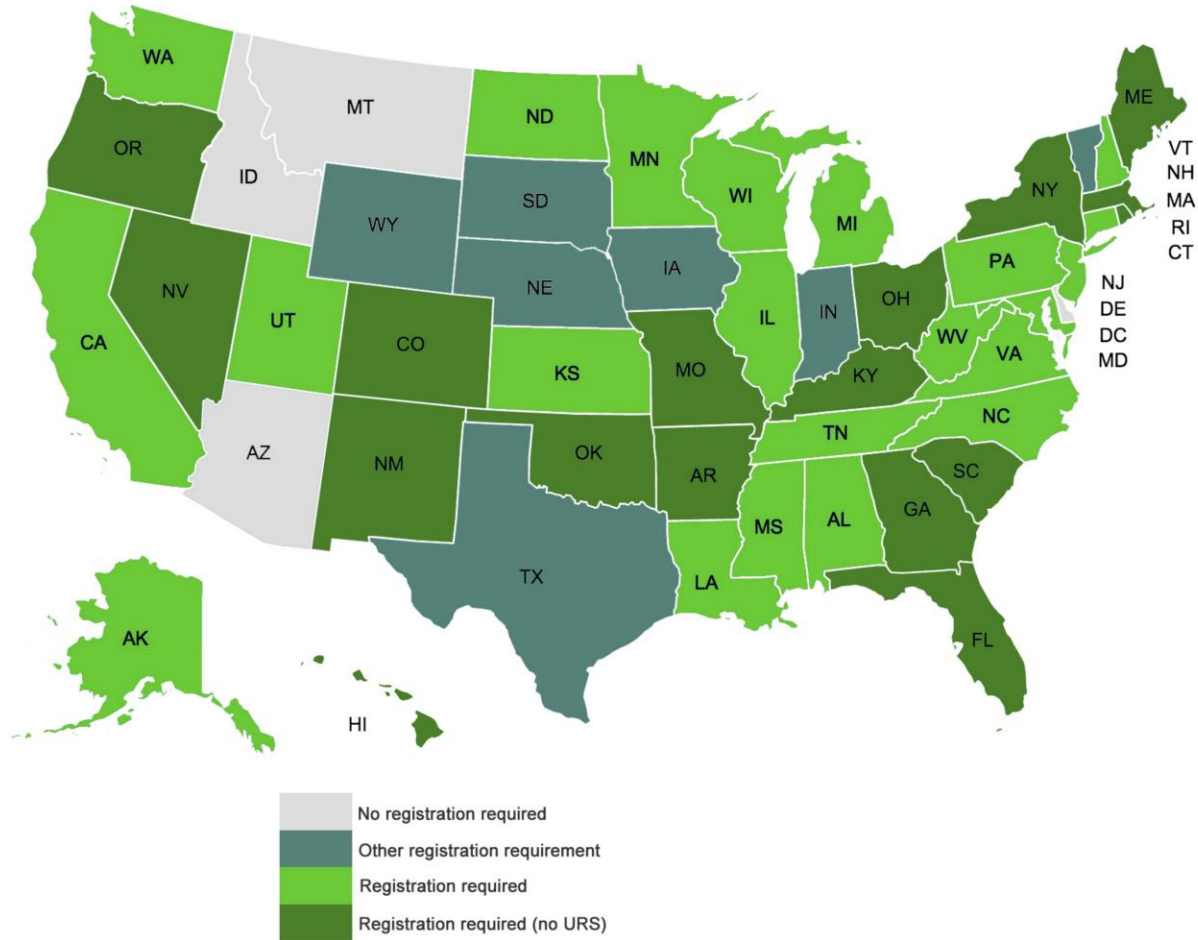 WA
MT
ND
MN
ME
OR
ID
VT
NH
WI
SD
NY
MA
MI
WY
RI
CT
IA
PA
NE
NJ
NV
OH
IN
DE
UT
IL
DC
CA
CO
WV
VA
MD
KS
MO
KY
NC
TN
AZ
OK
NM
AR
SC
GA
MS
AL
TX
LA
AK
FL
HI
No registration required
Other registration requirement
Registration required
Registration required (no URS)